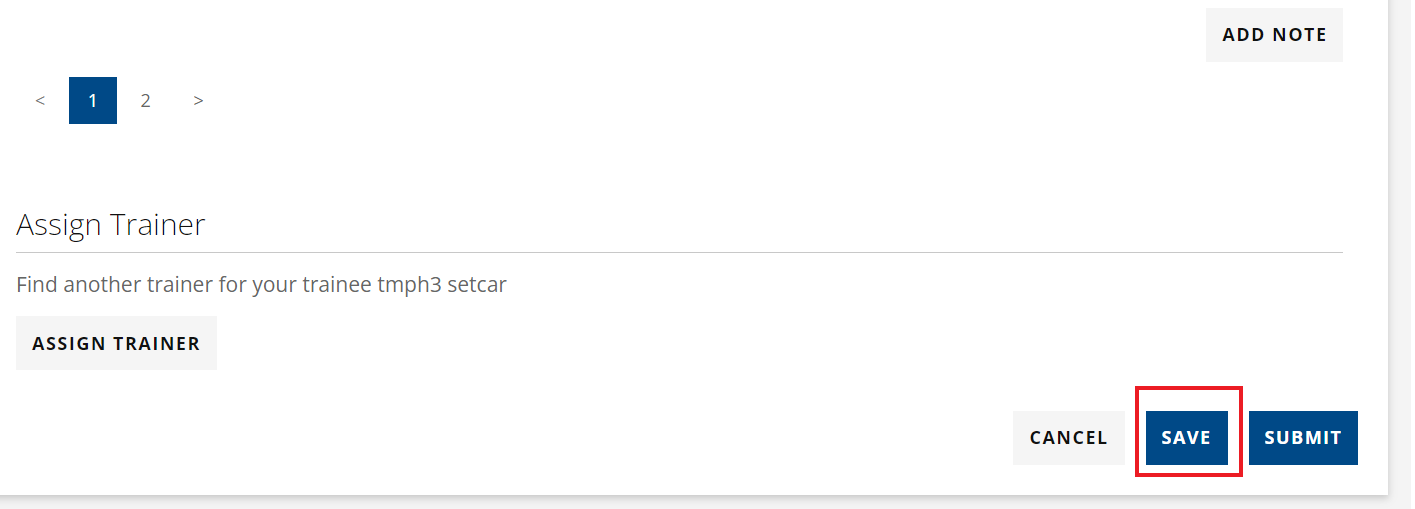 ADD NOTE
< 1 2 >
Assign Trainer
Find another trainer for your trainee tmph3 setcar
ASSIGN TRAINER
CANCEL SAVE SUBMIT